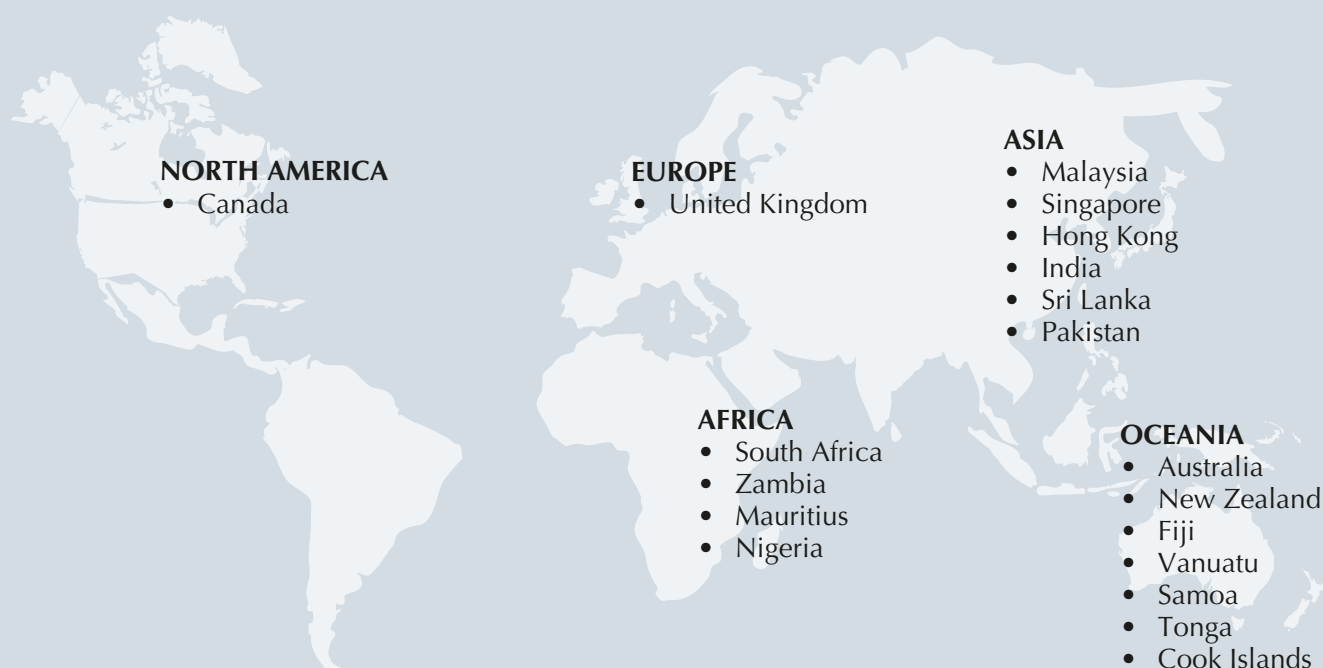 NORTH AMERICA
• Canada
EUROPE
• United Kingdom
ASIA
• Malaysia
• Singapore
• Hong Kong
• India
• Sri Lanka
• Pakistan
AFRICA
• South Africa
• Zambia
• Mauritius
• Nigeria
OCEANIA
• Australia
• New Zealand
• Fiji
• Vanuatu
• Samoa
• Tonga
• Cook Islands